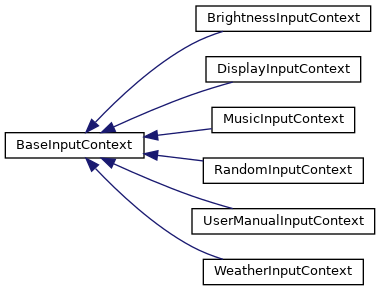 BrightnessInputContext
DisplayInputContext
MusicInputContext
BaseInputContext
RandomInputContext
UserManualInputContext
WeatherInputContext